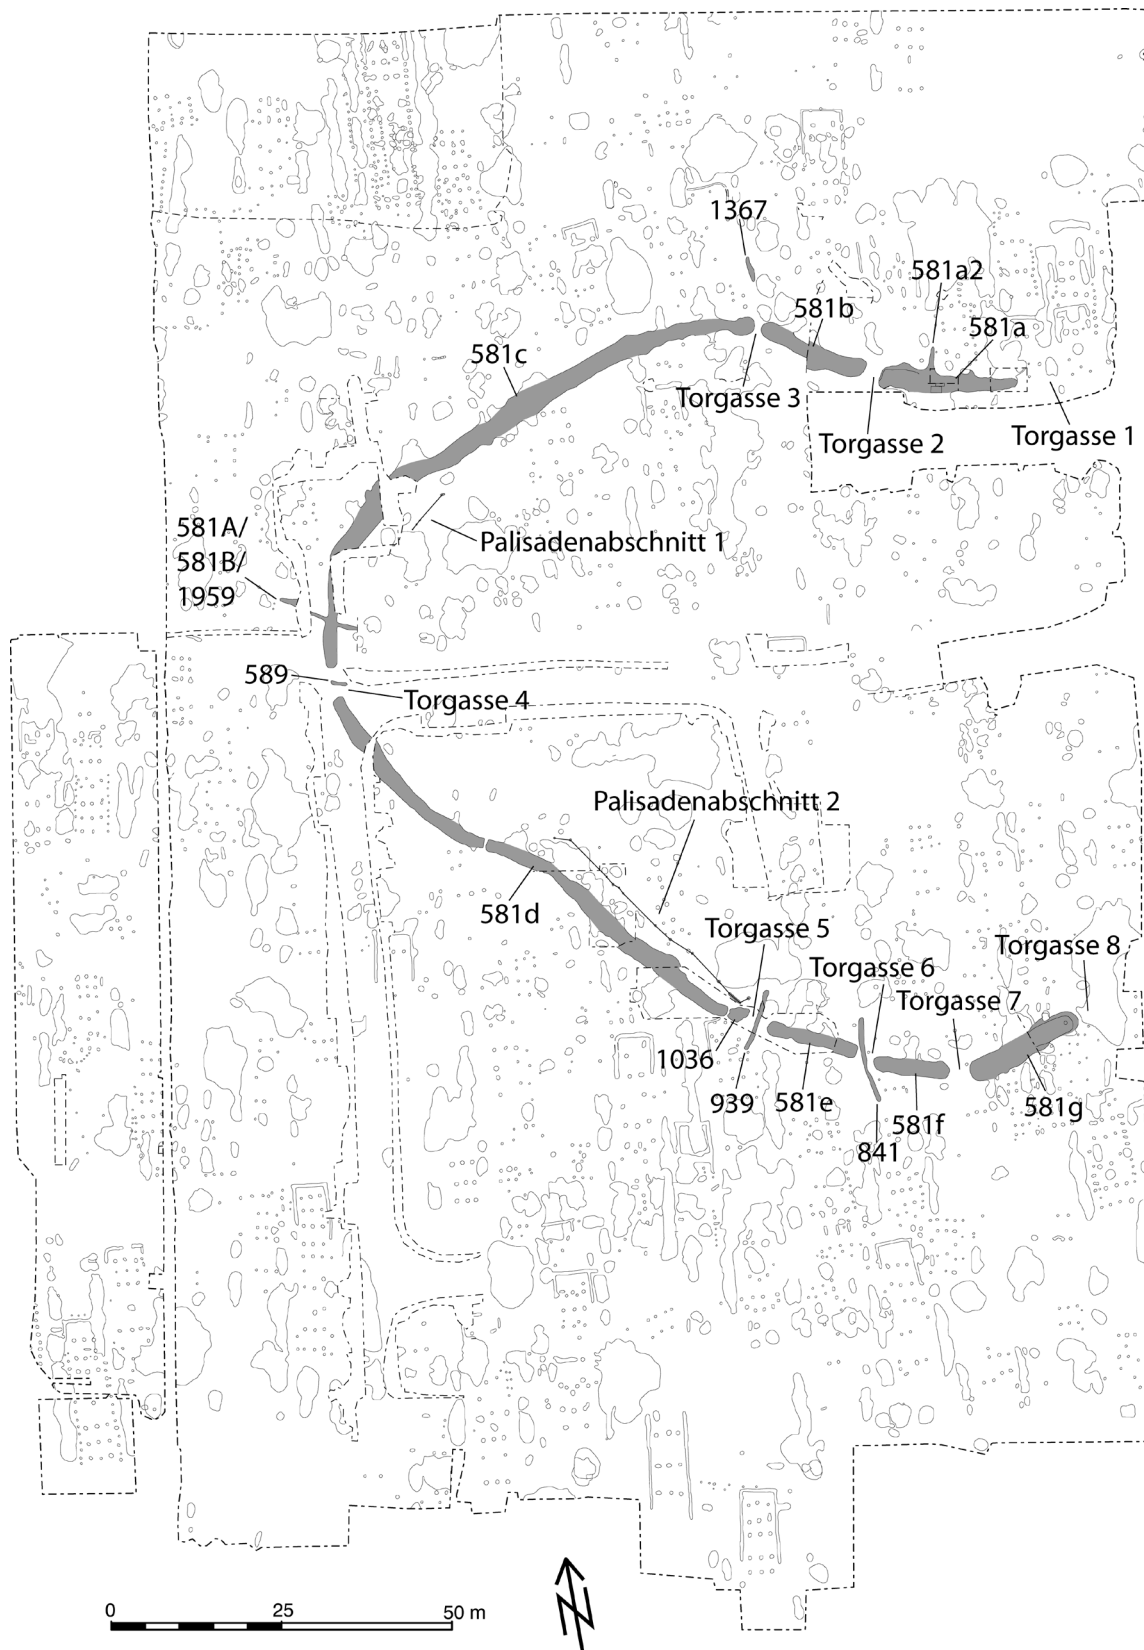 1367
581a2
581b
581a
581c
Torgasse 3
Torgasse 2
Torgasse 1
581A/
581B/
1959
Palisadenabschnitt 1
589
Torgasse 4
Palisadenabschnitt 2
581d
Torgasse 5
Torgasse 6
Torgasse 8
Torgasse 7
1036
939
581e
581f
581g
841
0
25
50 m